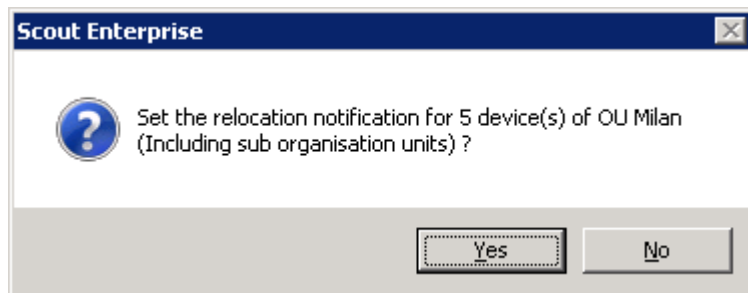 Scout Enterprise
Set the relocation notification for 5 device(s) of OU Milan
(Including sub organisation units) ?
Yes
No